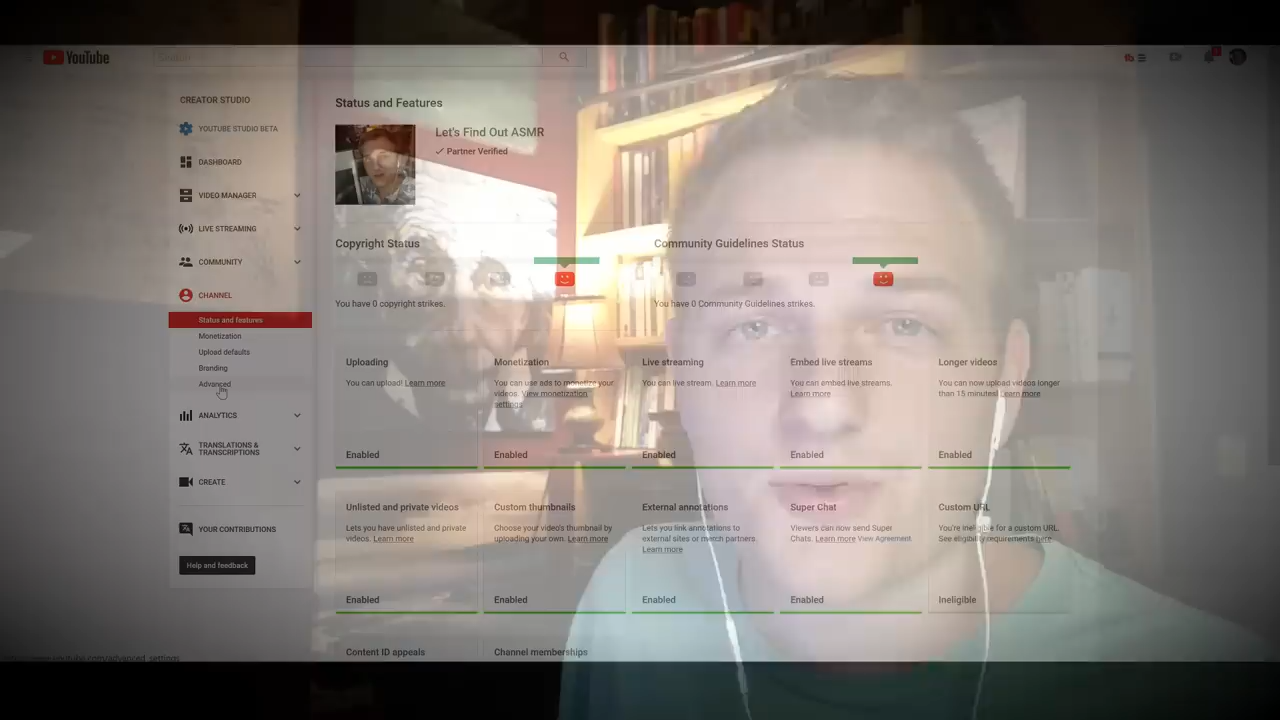 YouTube
Search
CREATOR STUDIO
YOUTUBE STUDIO BETA
DASHBOARD
VIDEO MANAGER
LIVE STREAMING
COMMUNITY
CHANNEL
Status and features
Monetization
Upload defaults
Branding
Advanced
ANALYTICS
TRANSLATIONS &
TRANSCRIPTIONS
CREATE
YOUR CONTRIBUTIONS
Help and feedback
Status and Features
Let's Find Out ASMR
Partner Verified
Copyright Status
You have 0 copyright strikes.
Community Guidelines Status
You have 0 Community Guidelines strikes.
Uploading
You can upload! Learn more
Enabled
Monetization
You can use ads to monetize your
videos. View monetization
settings
Enabled
Live streaming
You can live stream. Learn more
Enabled
Embed live streams
You can embed live streams.
Learn more
Enabled
Longer videos
You can now upload videos longer
than 15 minutes! Learn more
Enabled
Unlisted and private videos
Lets you have unlisted and private
videos. Learn more
Enabled
Custom thumbnails
Choose your video's thumbnail by
uploading your own. Learn more
Enabled
External annotations
Lets you link annotations to
external sites or merch partners.
Learn more
Enabled
Super Chat
Viewers can now send Super
Chats. Learn more View Agreement.
Enabled
Custom URL
You're ineligible for a custom URL.
See eligibility requirements here.
Ineligible
Content ID appeals
Channel memberships
youtube.com/advanced_settings